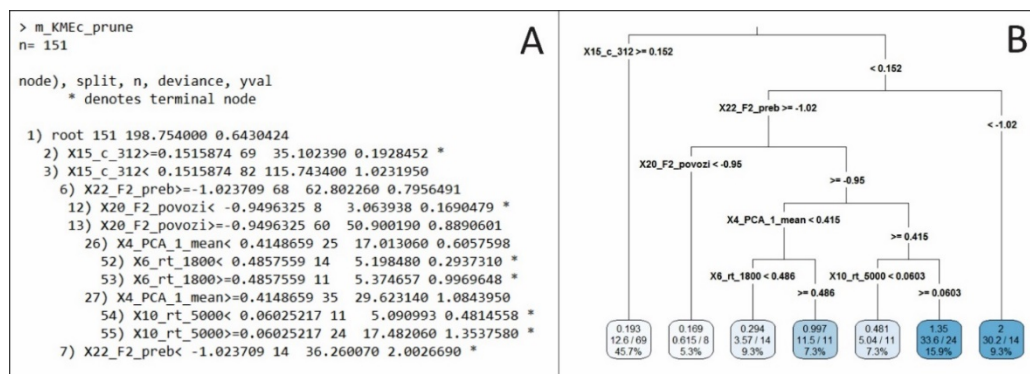 > m_KMEc_prune
n= 151
node), split, n, deviance, yval
* denotes terminal node
1) root 151 198.754000 0.6430424
2) X15_c_312>=0.1515874 69 35.102390 0.1928452 *
3) X15_c_312< 0.1515874 82 115.743400 1.0231950
6) X22_F2_preb>=-1.023709 68 62.802260 0.7956491
12) X20_F2_povozi< -0.9496325 8 3.063938 0.1690479 *
13) X20_F2_povozi>=-0.9496325 60 50.900190 0.8890601
26) X4_PCA_1_mean< 0.4148659 25 17.013060 0.6057598
52) X6_rt_1800< 0.4857559 14 5.198480 0.2937310 *
53) X6_rt_1800>=0.4857559 11 5.374657 0.9969648 *
27) X4_PCA_1_mean>=0.4148659 35 29.623140 1.0843950
54) X10_rt_5000< 0.06025217 11 5.090993 0.4814558 *
55) X10_rt_5000>=0.06025217 24 17.482060 1.3537580 *
7) X22_F2_preb< -1.023709 14 36.260070 2.0026690 *
A
B
X15_c_312 >= 0.152
< 0.152
X22_F2_preb >= -1.02
< -1.02
X20_F2_povozi < -0.95
>= -0.95
X4_PCA_1_mean < 0.415
>= 0.415
X6_rt_1800 < 0.486
X10_rt_5000 < 0.0603
>= 0.486
>= 0.0603
0.193
12.6 / 69
45.7%
0.169
0.615 / 8
5.3%
0.294
3.57 / 14
9.3%
0.997
11.5 / 11
7.3%
0.481
5.04 / 11
7.3%
1.35
33.6 / 24
15.9%
2
30.2 / 14
9.3%